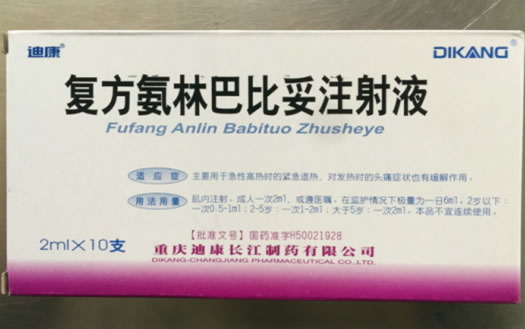 迪康®
DIKANG®
复方氨林巴比妥注射液
Fufang Anlin Babituo Zhusheye
适应症 主要用于急性高热时的紧急退热，对发热时的头痛症状也有缓解作用。
用法用量 肌内注射，成人一次2ml，或遵医嘱，在监护情况下极量为一日6ml，2岁以下：
一次0.5-1ml；2-5岁：一次1-2ml；大于5岁：一次2ml。本品不宜连续使用。
【批准文号】国药准字H50021928
2ml×10支
重庆迪康长江制药有限公司
DIKANG-CHANGJIANG PHARMACEUTICAL CO.,LTD.